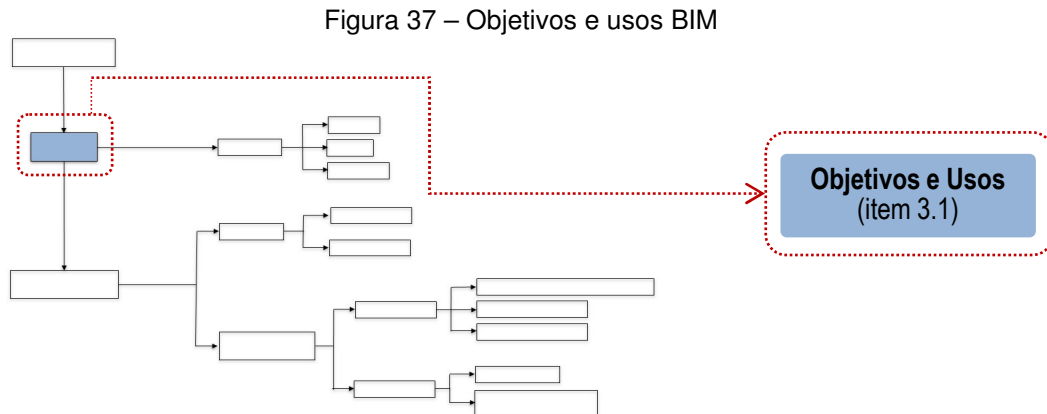 Figura 37 – Objetivos e usos BIM
Objetivos e Usos
(item 3.1)